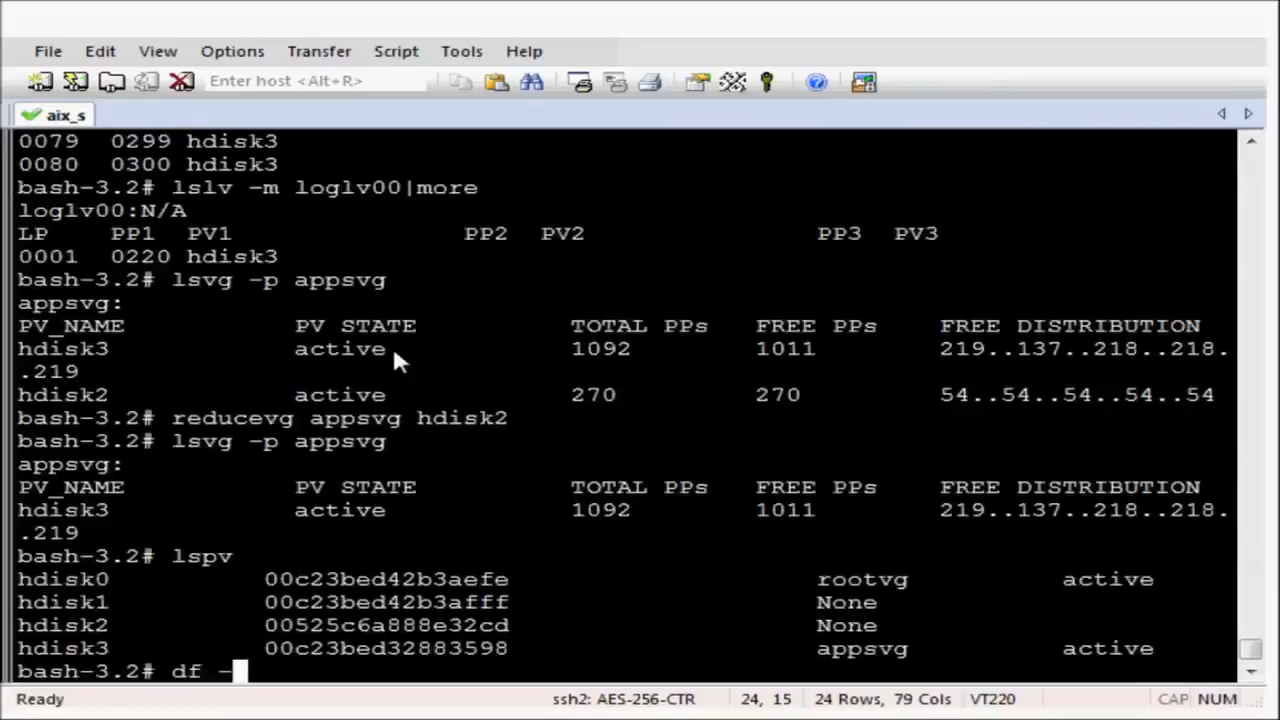 File Edit View Options Transfer Script Tools Help
Enter host <Alt+R>
aix_s
0079 0299 hdisk3
0080 0300 hdisk3
bash-3.2# lslv -m loglv00|more
loglv00:N/A
LP PP1 PV1 PP2 PV2 PP3 PV3
0001 0220 hdisk3
bash-3.2# lsvg -p appsvg
appsvg:
PV_NAME PV STATE TOTAL PPs FREE PPs FREE DISTRIBUTION
hdisk3 active 1092 1011 219..137..218..218.
.219
hdisk2 active 270 270 54..54..54..54..54
bash-3.2# reducevg appsvg hdisk2
bash-3.2# lsvg -p appsvg
appsvg:
PV_NAME PV STATE TOTAL PPs FREE PPs FREE DISTRIBUTION
hdisk3 active 1092 1011 219..137..218..218.
.219
bash-3.2# lspv
hdisk0 00c23bed42b3aefe rootvg active
hdisk1 00c23bed42b3afff None
hdisk2 00525c6a888e32cd None
hdisk3 00c23bed32883598 appsvg active
bash-3.2# df -
Ready ssh2: AES-256-CTR 24, 15 24 Rows, 79 Cols VT220 CAP NUM